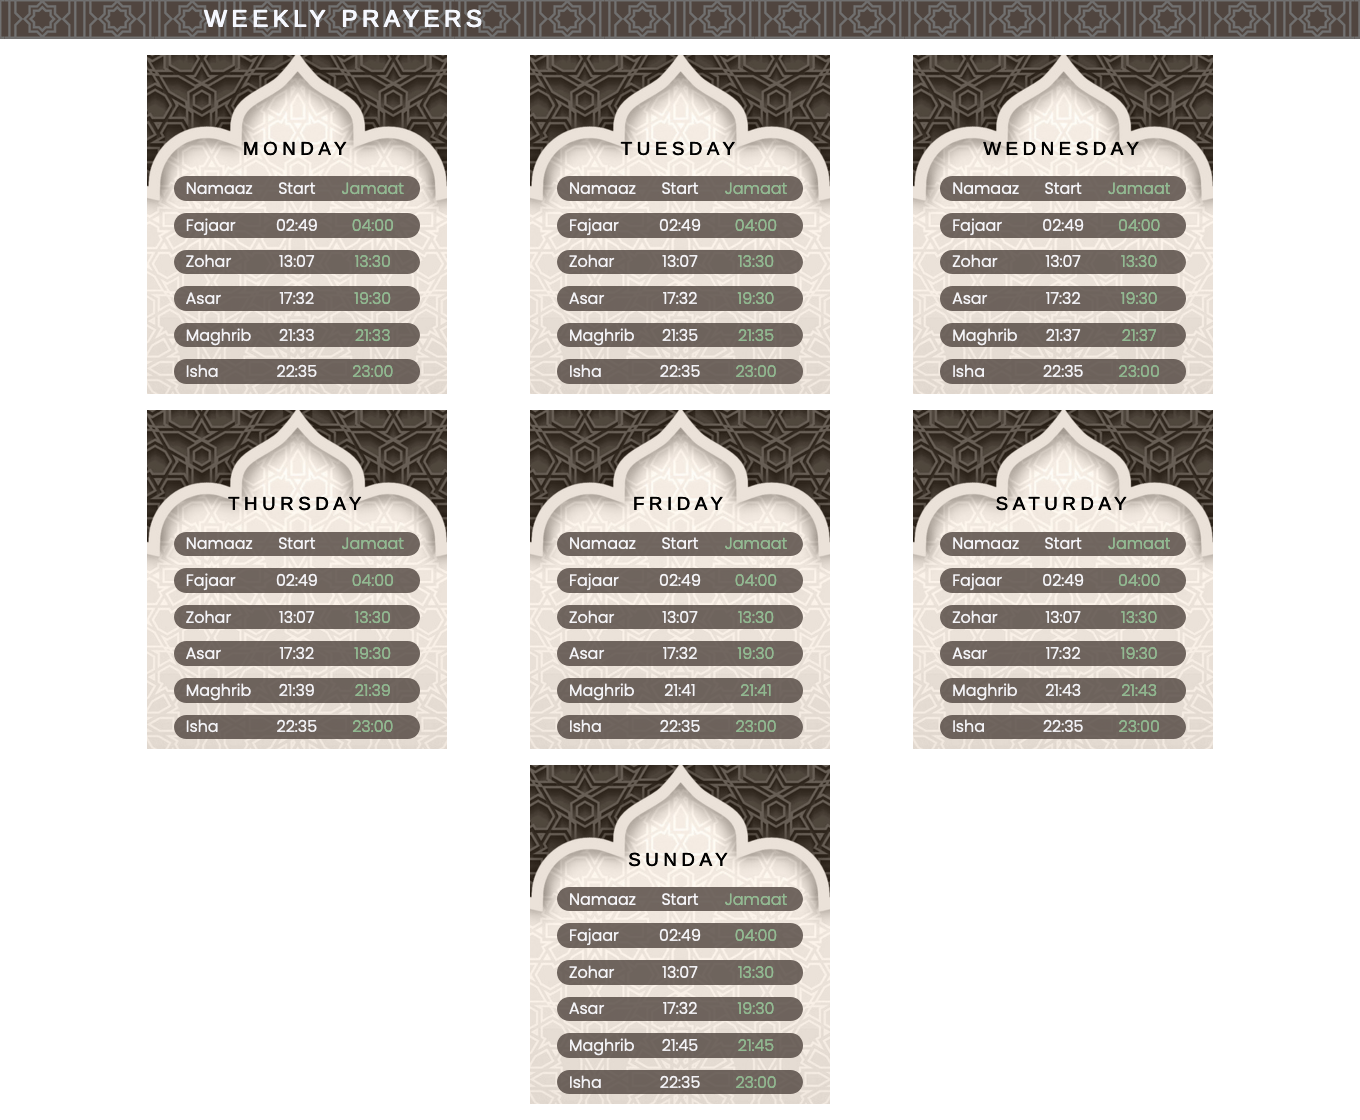 WEEKLY PRAYERS
MONDAY
Namaaz Start Jamaat
Fajaar 02:49 04:00
Zohar 13:07 13:30
Asar 17:32 19:30
Maghrib 21:33 21:33
Isha 22:35 23:00
TUESDAY
Namaaz Start Jamaat
Fajaar 02:49 04:00
Zohar 13:07 13:30
Asar 17:32 19:30
Maghrib 21:35 21:35
Isha 22:35 23:00
WEDNESDAY
Namaaz Start Jamaat
Fajaar 02:49 04:00
Zohar 13:07 13:30
Asar 17:32 19:30
Maghrib 21:37 21:37
Isha 22:35 23:00
THURSDAY
Namaaz Start Jamaat
Fajaar 02:49 04:00
Zohar 13:07 13:30
Asar 17:32 19:30
Maghrib 21:39 21:39
Isha 22:35 23:00
FRIDAY
Namaaz Start Jamaat
Fajaar 02:49 04:00
Zohar 13:07 13:30
Asar 17:32 19:30
Maghrib 21:41 21:41
Isha 22:35 23:00
SATURDAY
Namaaz Start Jamaat
Fajaar 02:49 04:00
Zohar 13:07 13:30
Asar 17:32 19:30
Maghrib 21:43 21:43
Isha 22:35 23:00
SUNDAY
Namaaz Start Jamaat
Fajaar 02:49 04:00
Zohar 13:07 13:30
Asar 17:32 19:30
Maghrib 21:45 21:45
Isha 22:35 23:00